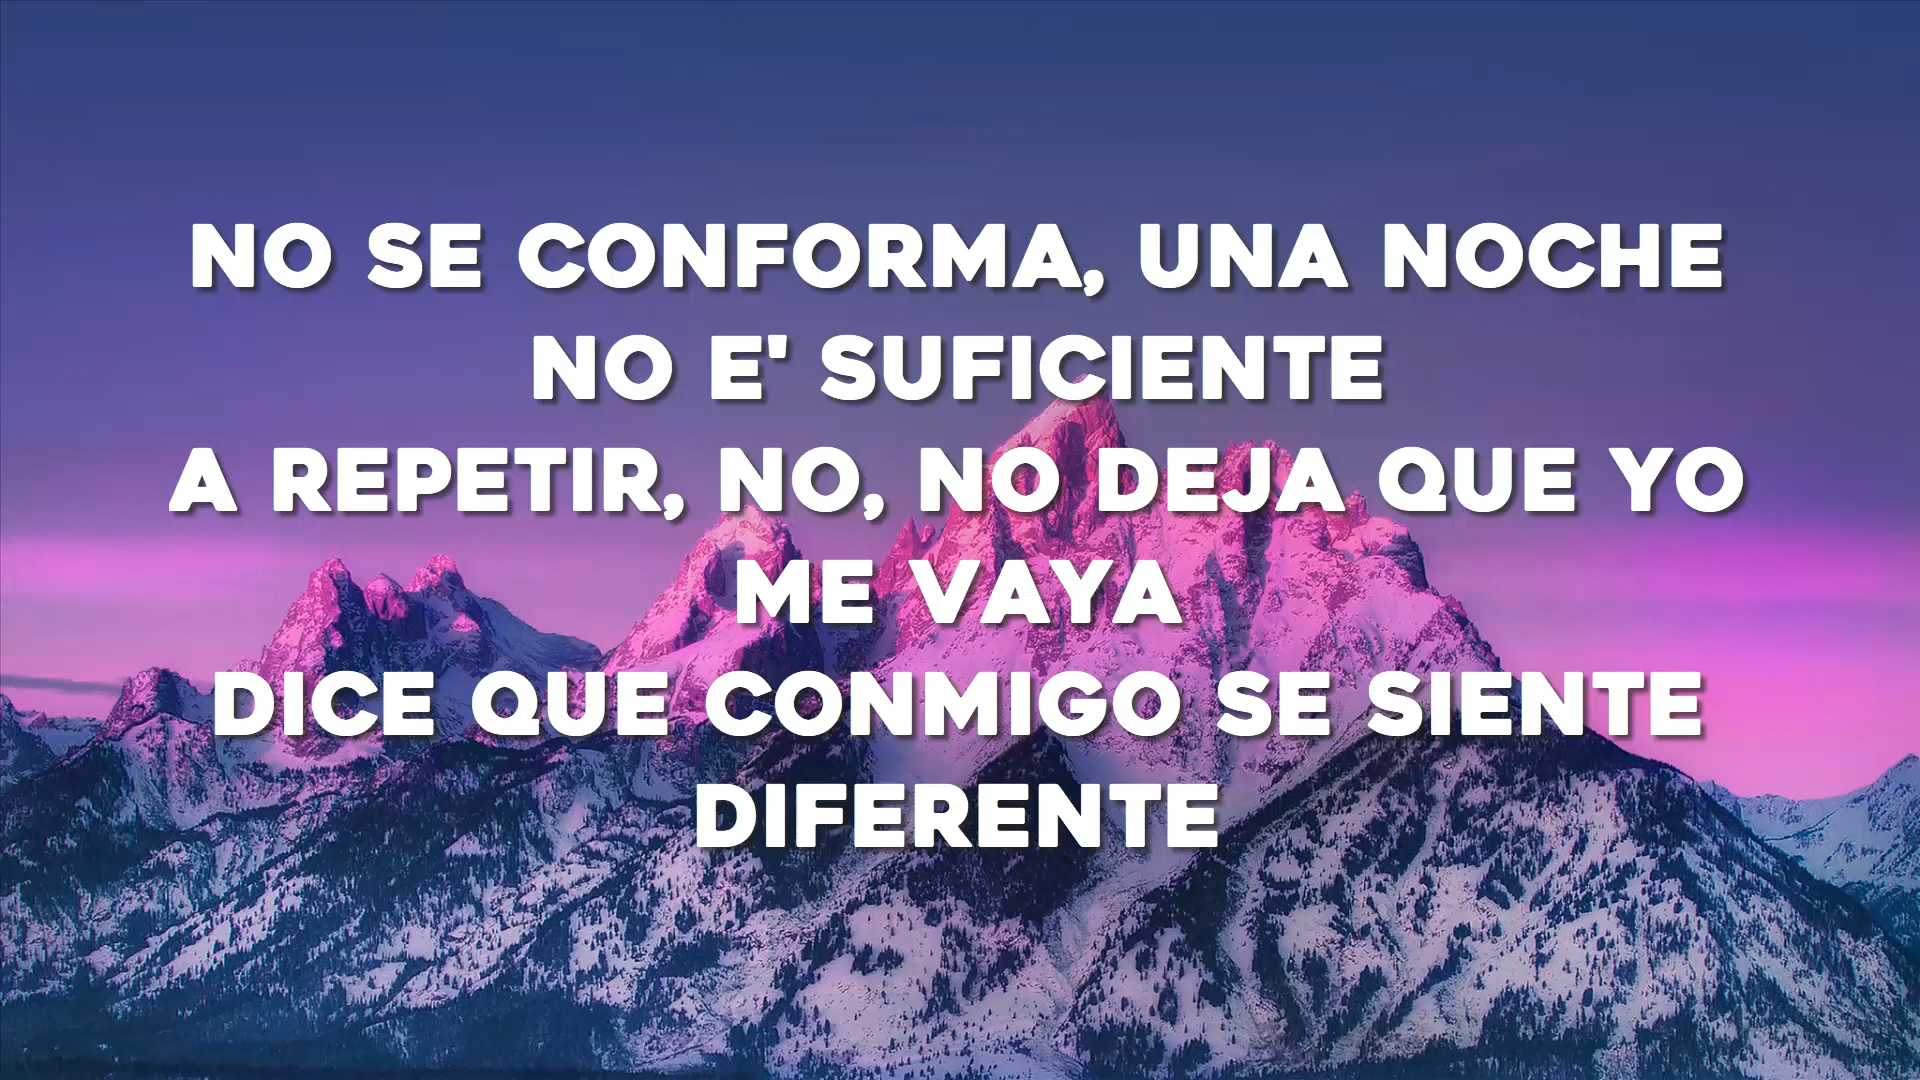 NO SE CONFORMA, UNA NOCHE
NO E' SUFICIENTE
A REPETIR, NO, NO DEJA QUE YO
ME VAYA
DICE QUE CONMIGO SE SIENTE
DIFERENTE